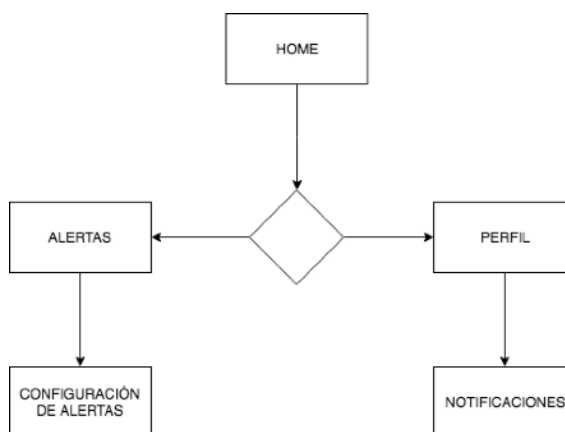 HOME
ALERTAS
PERFIL
CONFIGURACIÓN
DE ALERTAS
NOTIFICACIONES